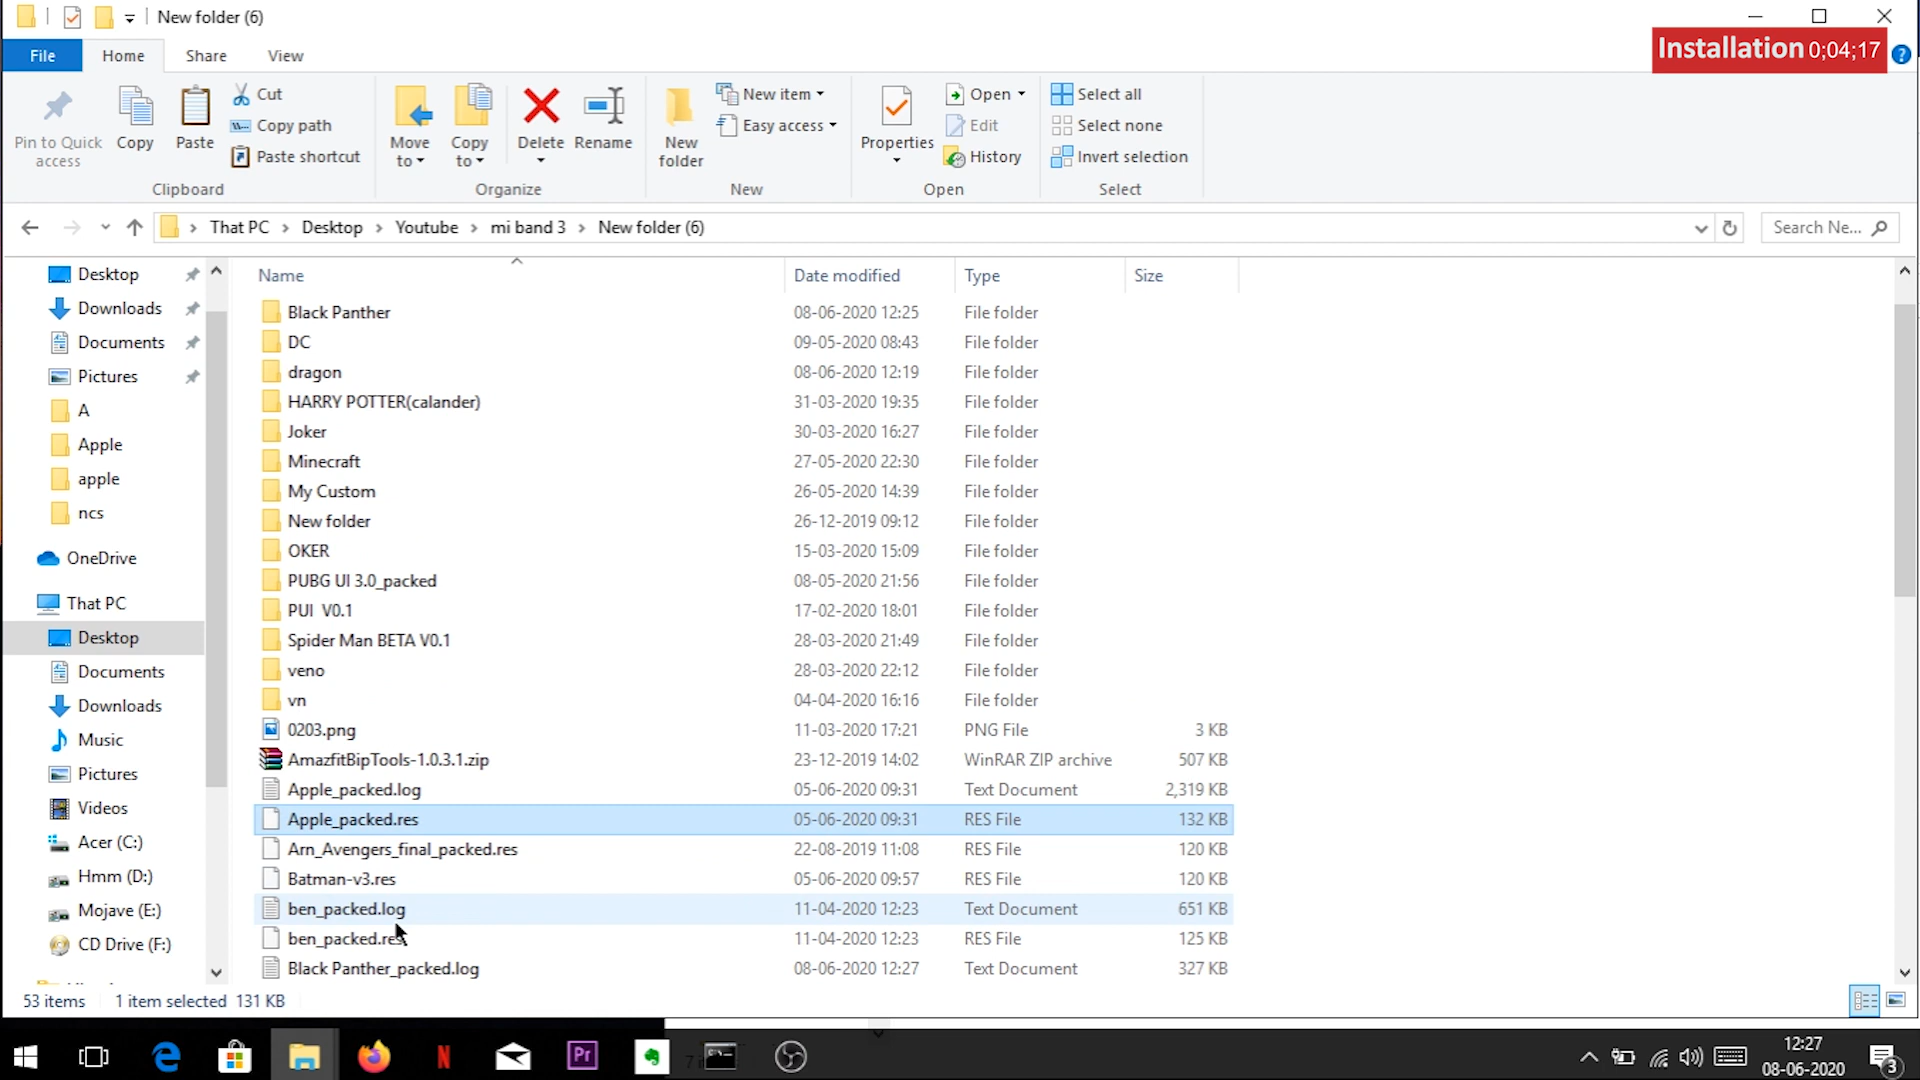 New folder (6)
Installation 0;04;17
File Home Share View
Pin to Quick access
Copy
Paste
Cut
Copy path
Paste shortcut
Clipboard
Move to
Copy to
Delete
Rename
Organize
New folder
New item
Easy access
New
Properties
Open
Edit
History
Open
Select all
Select none
Invert selection
Select
That PC > Desktop > Youtube > mi band 3 > New folder (6)
Search Ne...
Desktop
Downloads
Documents
Pictures
A
Apple
apple
ncs
OneDrive
That PC
Desktop
Documents
Downloads
Music
Pictures
Videos
Acer (C:)
Hmm (D:)
Mojave (E:)
CD Drive (F:)
Name Date modified Type Size
Black Panther 08-06-2020 12:25 File folder
DC 09-05-2020 08:43 File folder
dragon 08-06-2020 12:19 File folder
HARRY POTTER(calander) 31-03-2020 19:35 File folder
Joker 30-03-2020 16:27 File folder
Minecraft 27-05-2020 22:30 File folder
My Custom 26-05-2020 14:39 File folder
New folder 26-12-2019 09:12 File folder
OKER 15-03-2020 15:09 File folder
PUBG UI 3.0_packed 08-05-2020 21:56 File folder
PUI V0.1 17-02-2020 18:01 File folder
Spider Man BETA V0.1 28-03-2020 21:49 File folder
veno 28-03-2020 22:12 File folder
vn 04-04-2020 16:16 File folder
0203.png 11-03-2020 17:21 PNG File 3 KB
AmazfitBipTools-1.0.3.1.zip 23-12-2019 14:02 WinRAR ZIP archive 507 KB
Apple_packed.log 05-06-2020 09:31 Text Document 2,319 KB
Apple_packed.res 05-06-2020 09:31 RES File 132 KB
Arn_Avengers_final_packed.res 22-08-2019 11:08 RES File 120 KB
Batman-v3.res 05-06-2020 09:57 RES File 120 KB
ben_packed.log 11-04-2020 12:23 Text Document 651 KB
ben_packed.res 11-04-2020 12:23 RES File 125 KB
Black Panther_packed.log 08-06-2020 12:27 Text Document 327 KB
53 items 1 item selected 131 KB
Pr
12:27
08-06-2020
3